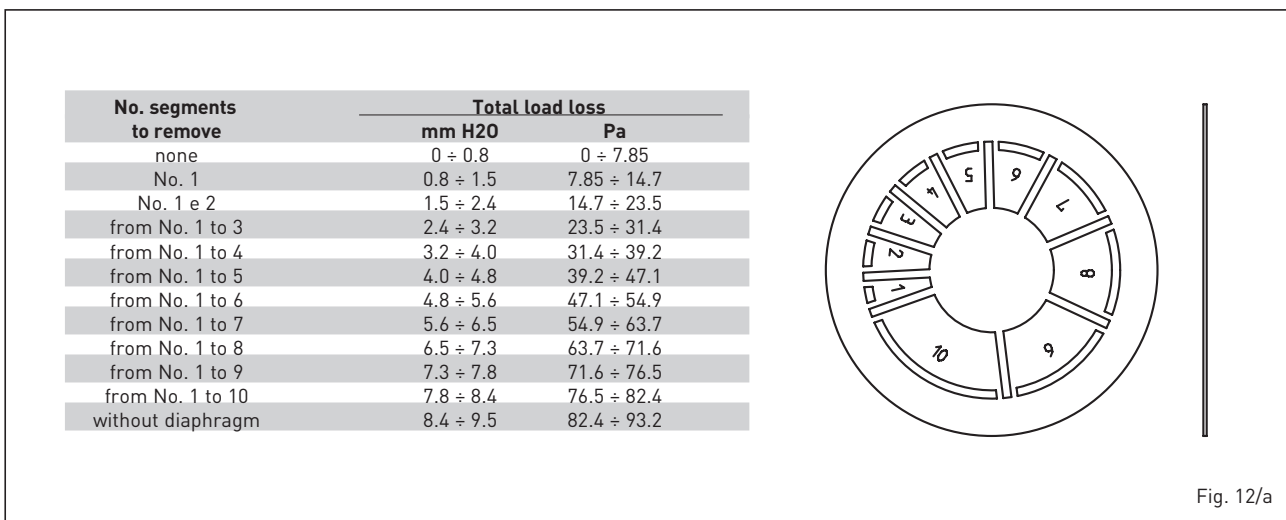 No. segments Total load loss
to remove mm H2O Pa
none 0 ÷ 0.8 0 ÷ 7.85
No. 1 0.8 ÷ 1.5 7.85 ÷ 14.7
No. 1 e 2 1.5 ÷ 2.4 14.7 ÷ 23.5
from No. 1 to 3 2.4 ÷ 3.2 23.5 ÷ 31.4
from No. 1 to 4 3.2 ÷ 4.0 31.4 ÷ 39.2
from No. 1 to 5 4.0 ÷ 4.8 39.2 ÷ 47.1
from No. 1 to 6 4.8 ÷ 5.6 47.1 ÷ 54.9
from No. 1 to 7 5.6 ÷ 6.5 54.9 ÷ 63.7
from No. 1 to 8 6.5 ÷ 7.3 63.7 ÷ 71.6
from No. 1 to 9 7.3 ÷ 7.8 71.6 ÷ 76.5
from No. 1 to 10 7.8 ÷ 8.4 76.5 ÷ 82.4
without diaphragm 8.4 ÷ 9.5 82.4 ÷ 93.2
1
2
3
4
5
6
7
8
9
10
Fig. 12/a